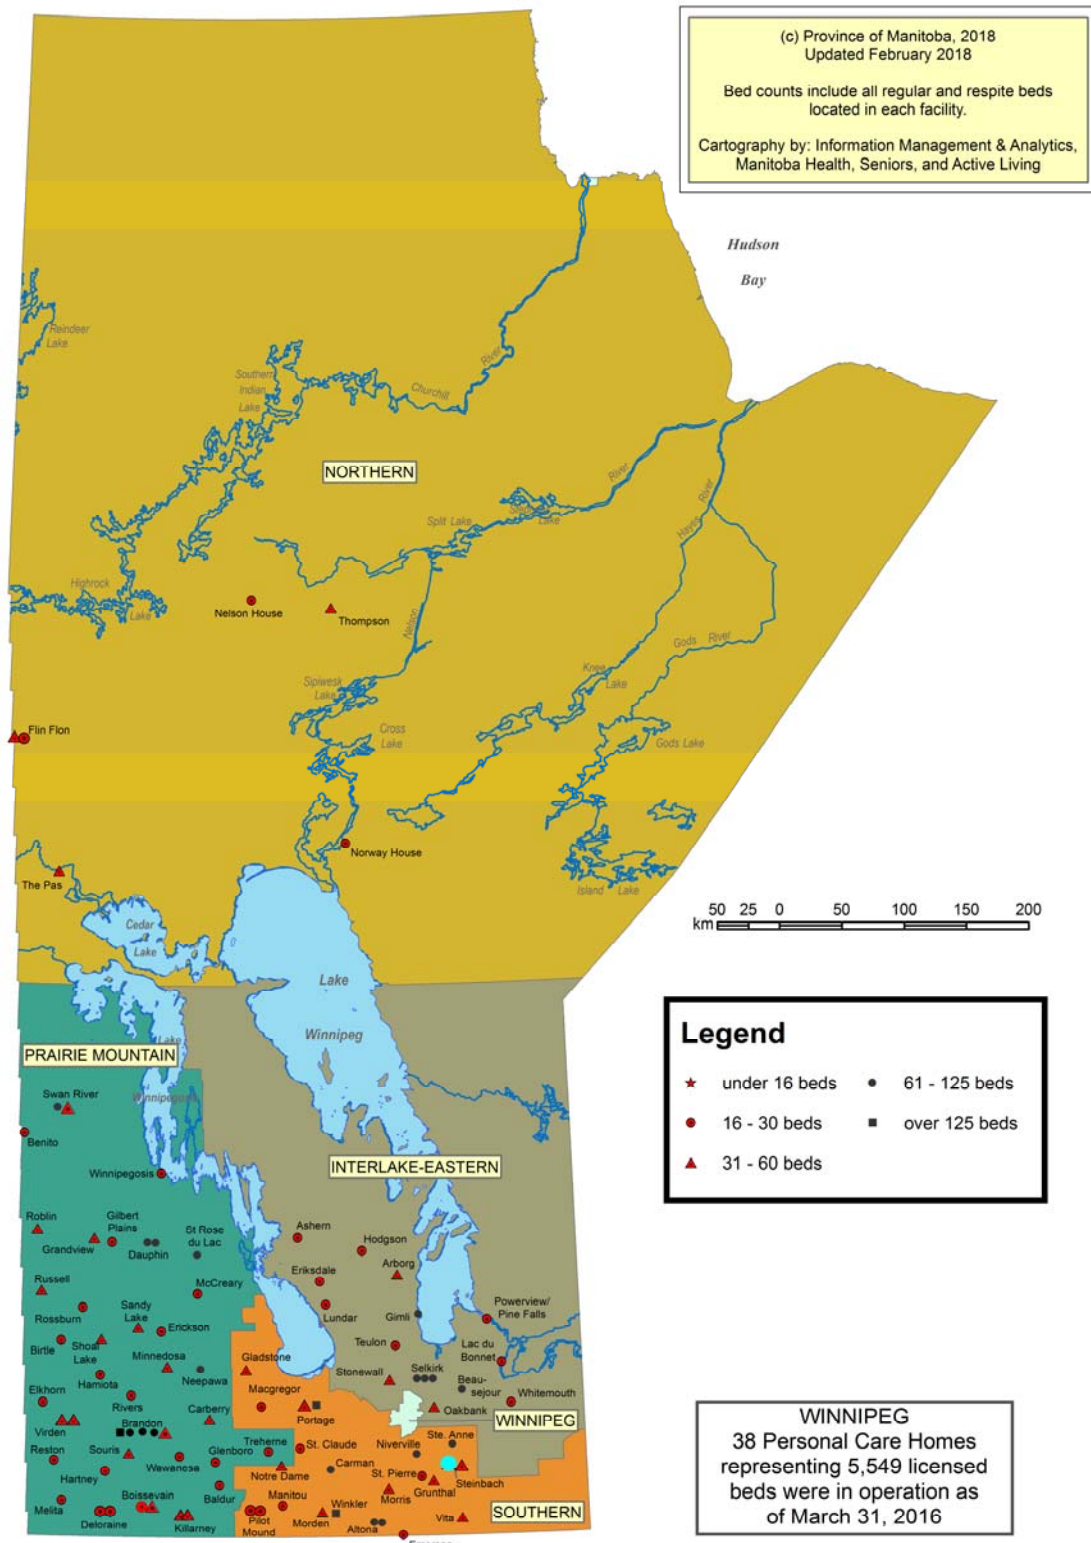 (c) Province of Manitoba, 2018
Updated February 2018
Bed counts include all regular and respite beds
located in each facility.
Cartography by: Information Management & Analytics,
Manitoba Health, Seniors, and Active Living
Hudson
Bay
Reindeer
Lake
Southern
Indian
Lake
Churchill
River
NORTHERN
River
Split Lake
Lake
Hayes
River
Highrock
Lake
Nelson House
Thompson
Nelson
Gods River
Knee
Lake
Sipiwesk
Lake
Cross
Lake
Gods Lake
Flin Flon
Norway House
The Pas
Island Lake
Cedar
Lake
50 25 0 50 100 150 200
km
Lake
Winnipeg
Lake
Winnipegosis
PRAIRIE MOUNTAIN
Legend
under 16 beds
61 - 125 beds
16 - 30 beds
over 125 beds
31 - 60 beds
Swan River
Benito
Winnipegosis
INTERLAKE-EASTERN
Roblin
Gilbert
Plains
Grandview
Dauphin
St Rose
du Lac
Ashern
Hodgson
Arborg
Russell
McCreary
Eriksdale
Rossburn
Sandy
Lake
Erickson
Lundar
Gimli
Powerview/
Pine Falls
Birtle
Shoal
Lake
Minnedosa
Teulon
Lac du
Bonnet
Gladstone
Stonewall
Selkirk
Beau-
sejour
Hamiota
Neepawa
Elkhorn
Rivers
Macgregor
Whitemouth
Virden
Brandon
Carberry
Portage
Oakbank
WINNIPEG
Reston
Souris
Wawanesa
Glenboro
Treherne
St. Claude
Niverville
Ste. Anne
Hartney
Notre Dame
Carman
St. Pierre
Steinbach
Grunthal
Melita
Boissevain
Baldur
Manitou
Morris
Deloraine
Killarney
Pilot
Mound
Morden
Winkler
Altona
Vita
SOUTHERN
Emerson
WINNIPEG
38 Personal Care Homes
representing 5,549 licensed
beds were in operation as
of March 31, 2016